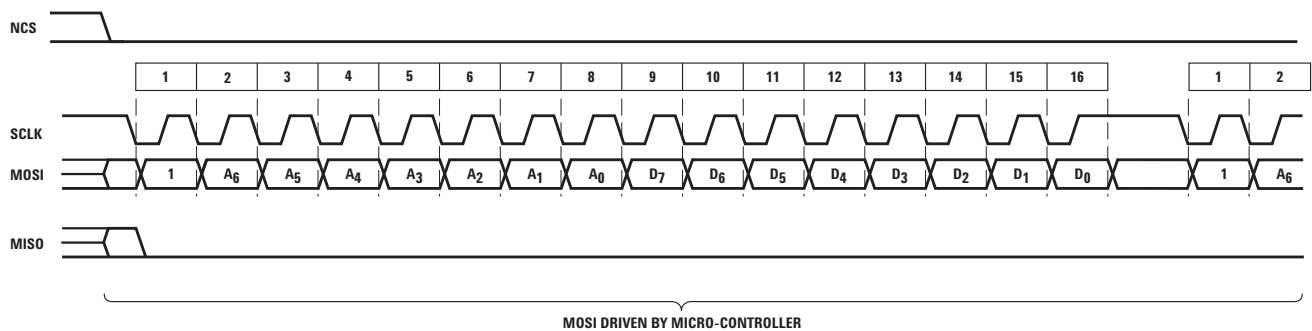 NCS
1 2 3 4 5 6 7 8 9 10 11 12 13 14 15 16 1 2
SCLK
MOSI 1 A6 A5 A4 A3 A2 A1 A0 D7 D6 D5 D4 D3 D2 D1 D0 1 A6
MISO
MOSI DRIVEN BY MICRO-CONTROLLER